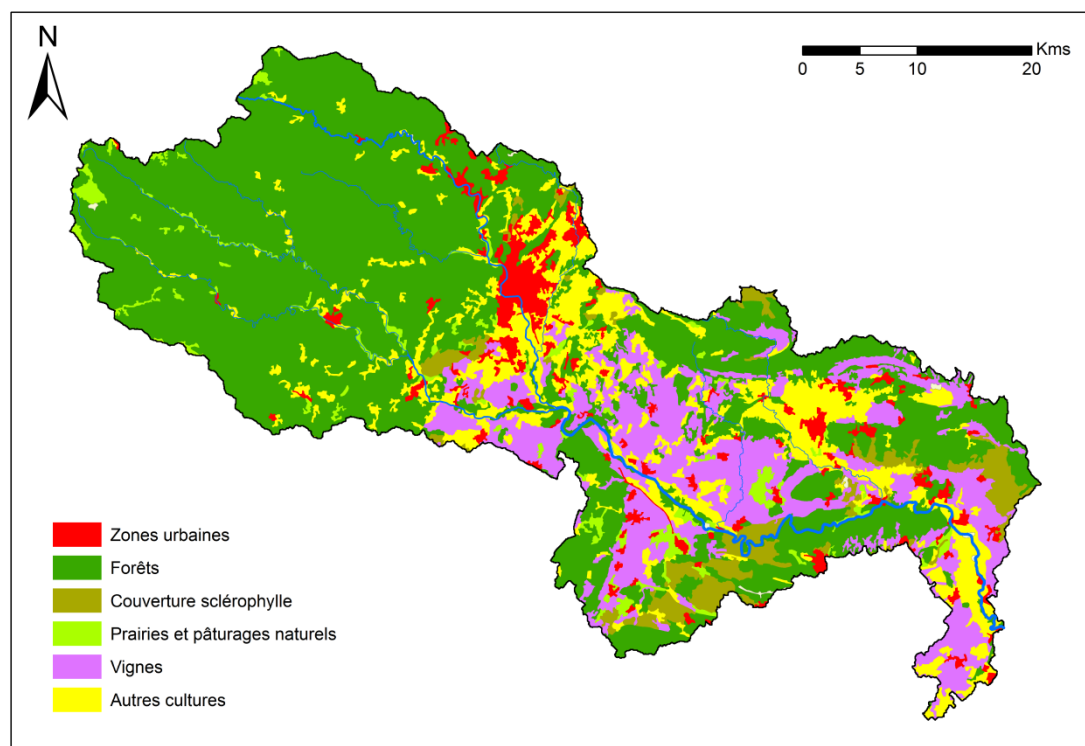 N
Kms
0 5 10 20
Zones urbaines
Forêts
Couverture sclérophylle
Prairies et pâturages naturels
Vignes
Autres cultures